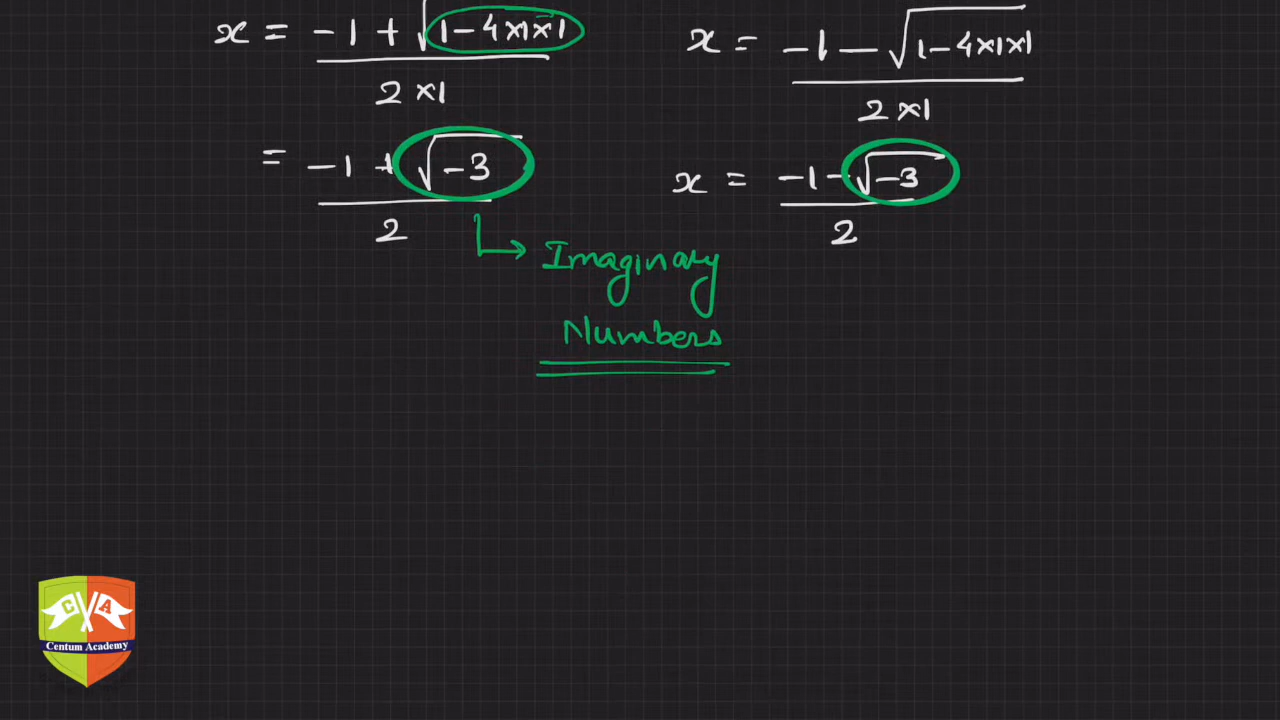 x = -1 + √1-4×1×1
2×1
x = -1 - √1-4×1×1
2×1
= -1 + √-3
2
x = -1 - √-3
2
Imaginary
Numbers
C A
Centum Academy